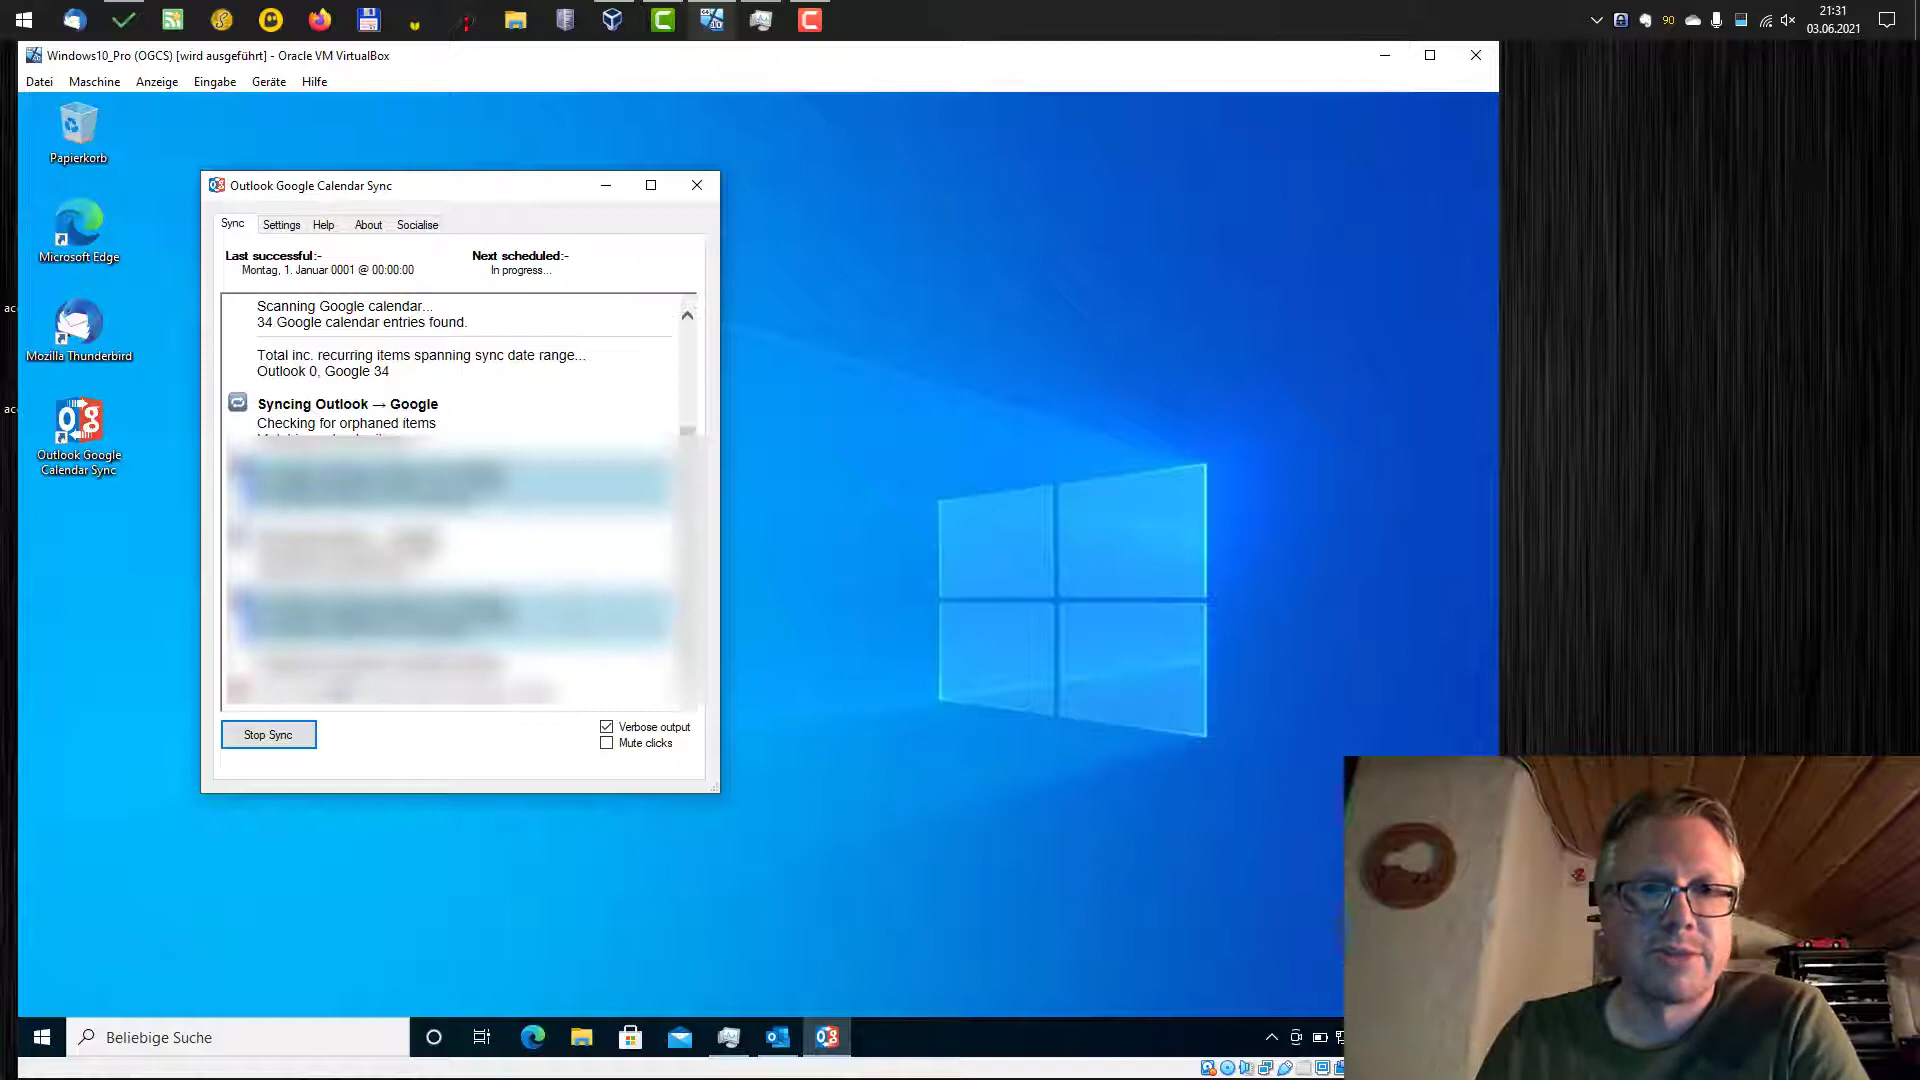 90
21:31
03.06.2021
Windows10_Pro (OGCS) [wird ausgeführt] - Oracle VM VirtualBox
Datei Maschine Anzeige Eingabe Geräte Hilfe
Papierkorb
Microsoft Edge
Mozilla Thunderbird
Outlook Google
Calendar Sync
Outlook Google Calendar Sync
Sync Settings Help About Socialise
Last successful:- Next scheduled:-
Montag, 1. Januar 0001 @ 00:00:00 In progress...
Scanning Google calendar...
34 Google calendar entries found.
Total inc. recurring items spanning sync date range...
Outlook 0, Google 34
Syncing Outlook → Google
Checking for orphaned items
Stop Sync
Verbose output
Mute clicks
ac
ac
Beliebige Suche